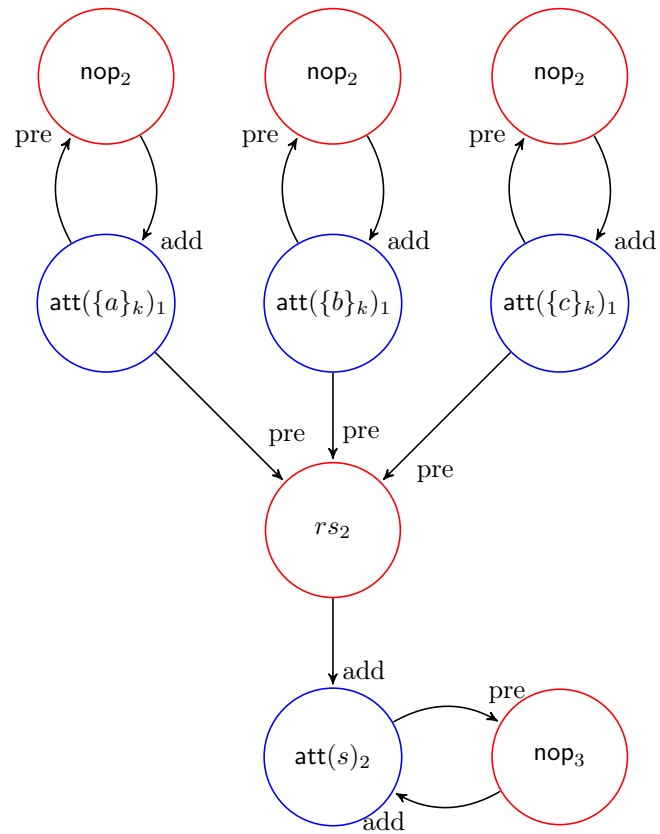 nop₂ nop₂ nop₂
pre pre pre
add add add
att({a}ₖ)₁ att({b}ₖ)₁ att({c}ₖ)₁
pre pre pre
rs₂
add
pre
att(s)₂ nop₃
add